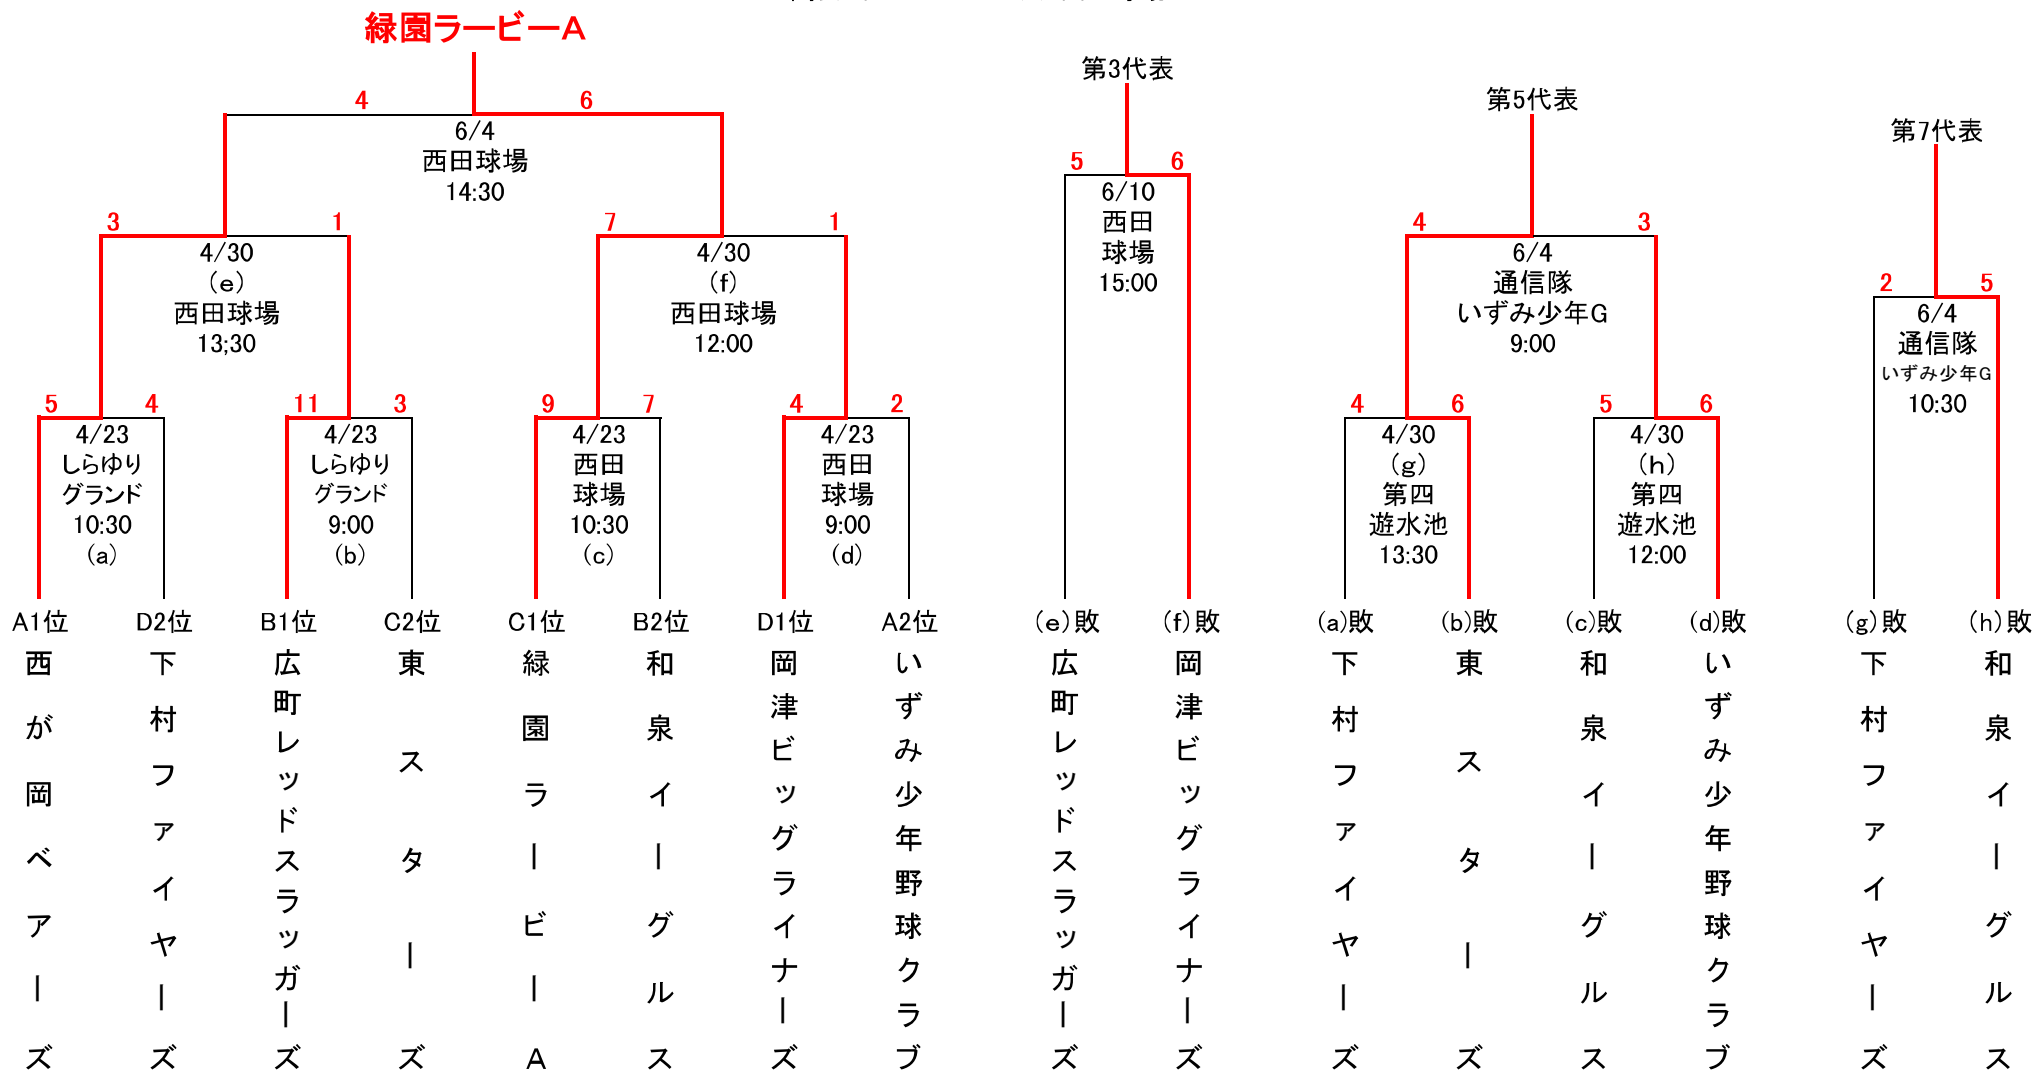 緑園ラービーA
4 6
6/4
西田球場
14:30
3 1
4/30
(e)
西田球場
13;30
7 1
4/30
(f)
西田球場
12:00
5 4
4/23
しらゆり
グランド
10:30
(a)
11 3
4/23
しらゆり
グランド
9:00
(b)
9 7
4/23
西田
球場
10:30
(c)
4 2
4/23
西田
球場
9:00
(d)
A1位
西が岡ベアーズ
D2位
下村ファイヤーズ
B1位
広町レッドスラッガーズ
C2位
東スターズ
C1位
緑園ラービーA
B2位
和泉イーグルス
D1位
岡津ビッグライナーズ
A2位
いずみ少年野球クラブ
第3代表
5 6
6/10
西田
球場
15:00
(e)敗
広町レッドスラッガーズ
(f)敗
岡津ビッグライナーズ
第5代表
4 3
6/4
通信隊
いずみ少年G
9:00
4 6
4/30
(g)
第四
遊水池
13:30
5 6
4/30
(h)
第四
遊水池
12:00
(a)敗
下村ファイヤーズ
(b)敗
東スターズ
(c)敗
和泉イーグルス
(d)敗
いずみ少年野球クラブ
第7代表
2 5
6/4
通信隊
いずみ少年G
10:30
(g)敗
下村ファイヤーズ
(h)敗
和泉イーグルス